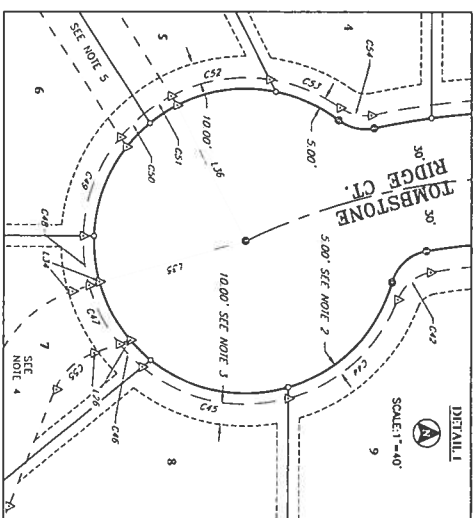 DETAIL 1
N
SCALE: 1"=40'
TOMBSTONE
RIDGE CT.
30'
30'
4
C54
C53
5.00'
C52
10.00'
5
SEE NOTE 5
6
C51
C50
L36
C49
C48
L34
L35
C47
7
SEE
NOTE 4
C55
L26
C46
C45
8
10.00' SEE NOTE 3
5.00' SEE NOTE 2
C44
9